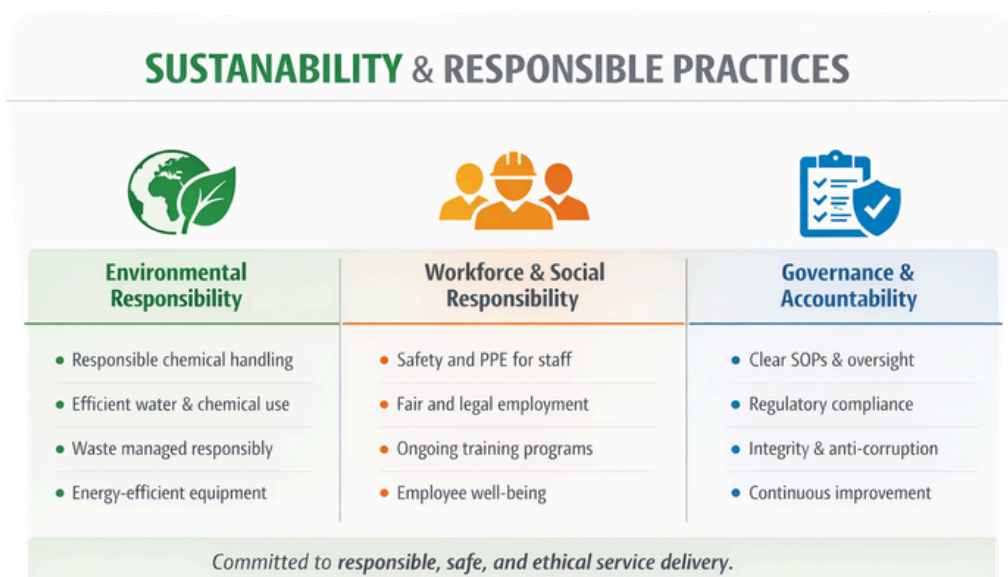 SUSTANABILITY & RESPONSIBLE PRACTICES
Environmental
Responsibility
Responsible chemical handling
Efficient water & chemical use
Waste managed responsibly
Energy-efficient equipment
Workforce & Social
Responsibility
Safety and PPE for staff
Fair and legal employment
Ongoing training programs
Employee well-being
Governance &
Accountability
Clear SOPs & oversight
Regulatory compliance
Integrity & anti-corruption
Continuous improvement
Committed to responsible, safe, and ethical service delivery.